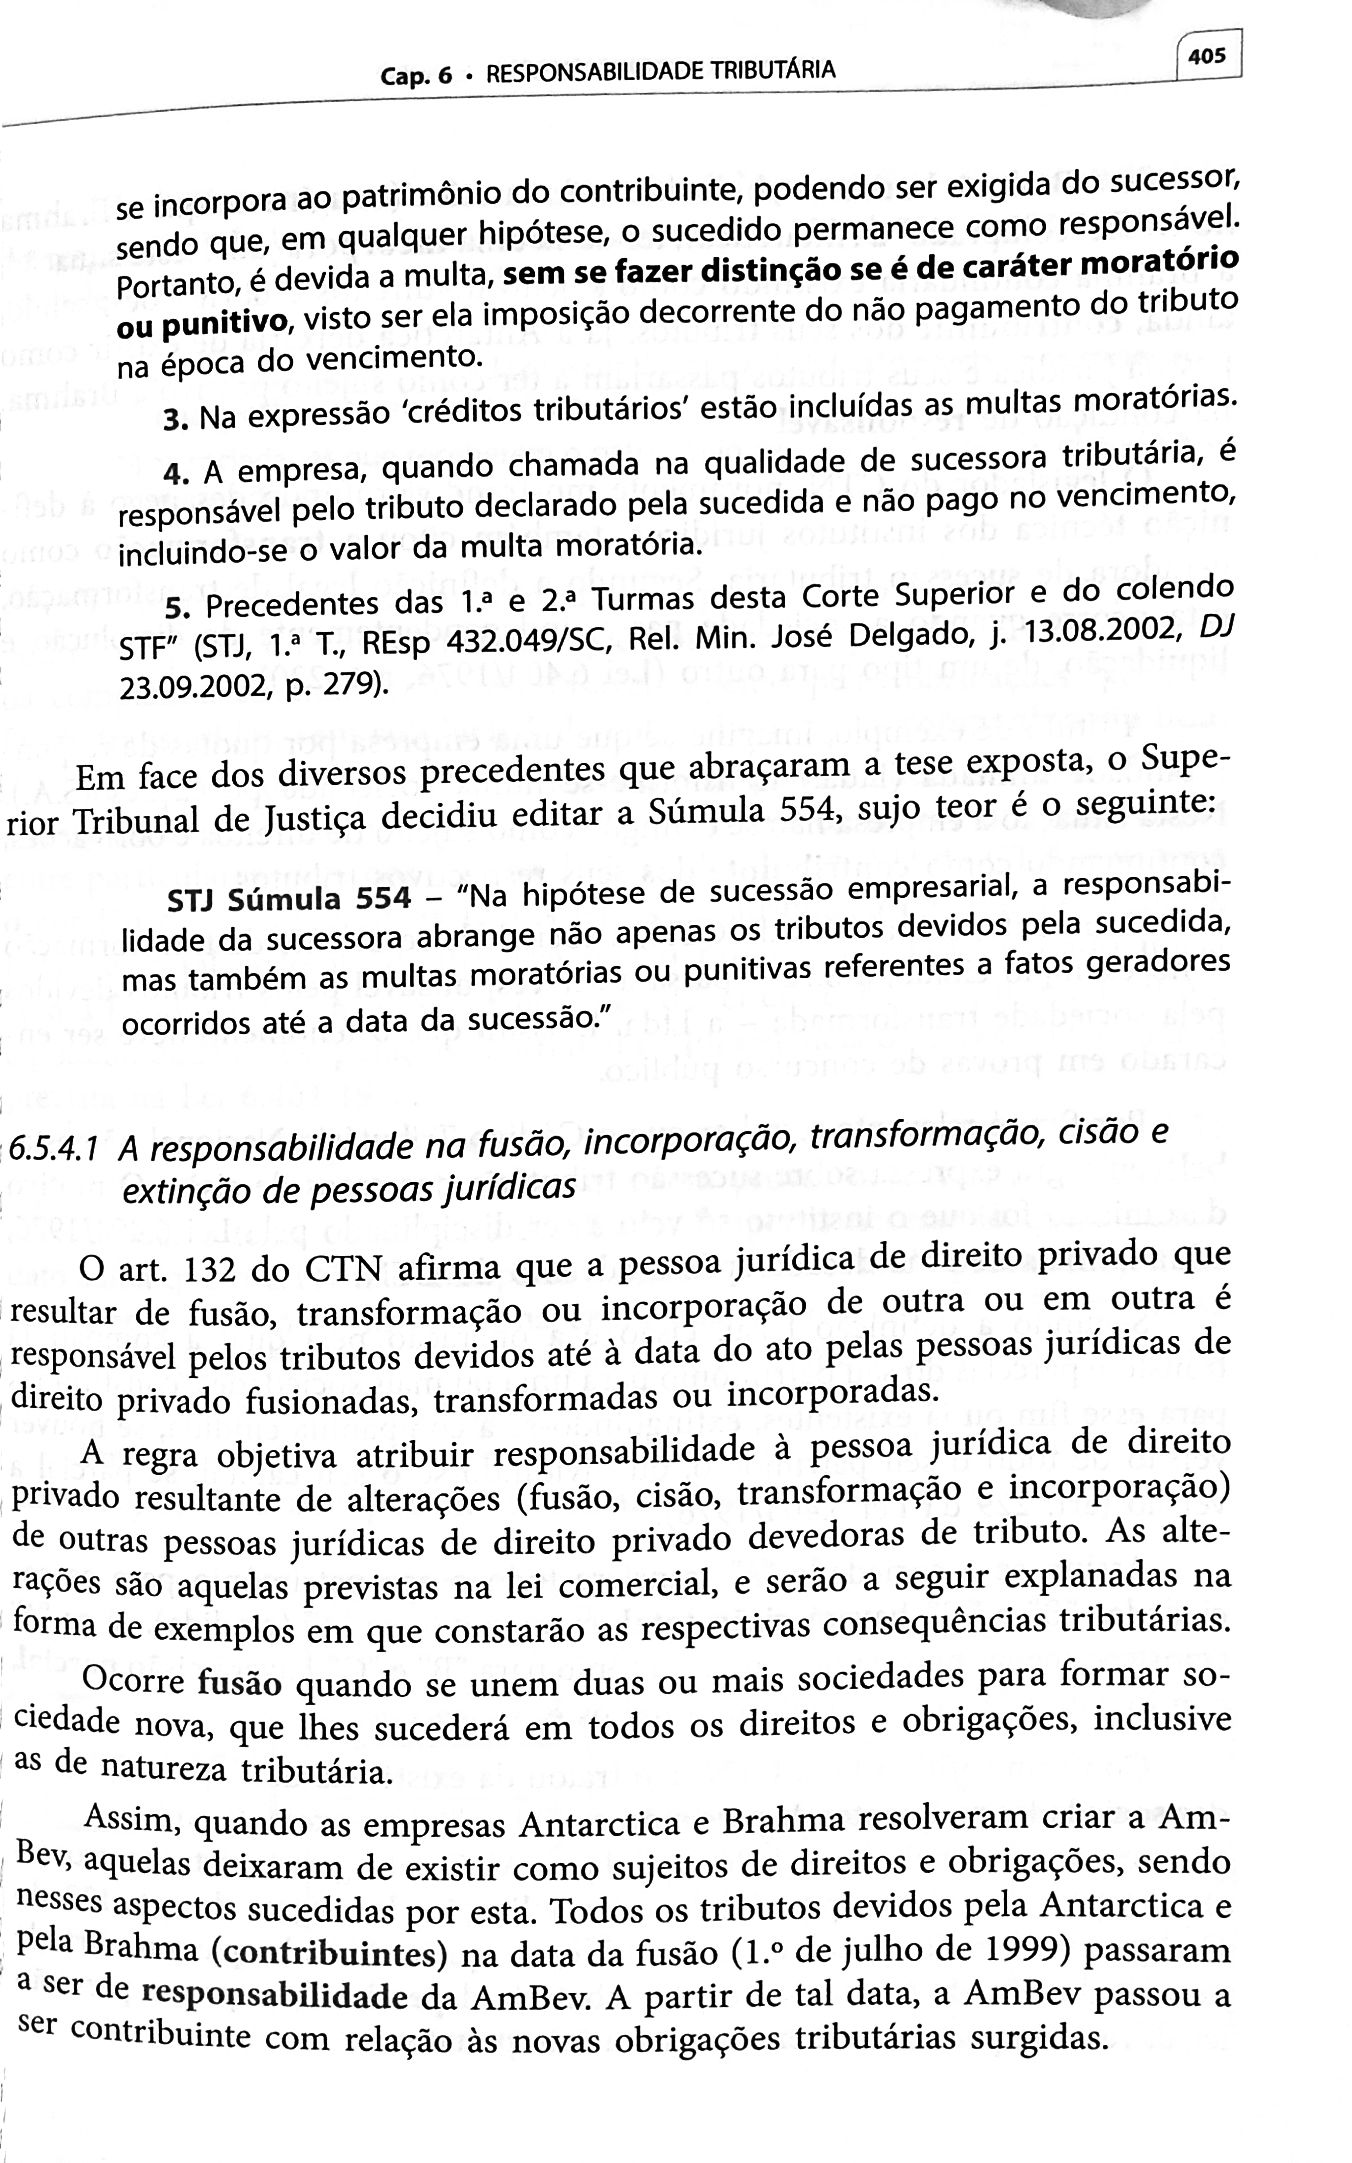 Cap. 6 • RESPONSABILIDADE TRIBUTÁRIA
405
se incorpora ao patrimônio do contribuinte, podendo ser exigida do sucessor,
sendo que, em qualquer hipótese, o sucedido permanece como responsável.
Portanto, é devida a multa, sem se fazer distinção se é de caráter moratório
ou punitivo, visto ser ela imposição decorrente do não pagamento do tributo
na época do vencimento.
3. Na expressão 'créditos tributários' estão incluídas as multas moratórias.
4. A empresa, quando chamada na qualidade de sucessora tributária, é
responsável pelo tributo declarado pela sucedida e não pago no vencimento,
incluindo-se o valor da multa moratória.
5. Precedentes das 1.ª e 2.ª Turmas desta Corte Superior e do colendo
STF" (STJ, 1.ª T., REsp 432.049/SC, Rel. Min. José Delgado, j. 13.08.2002, DJ
23.09.2002, p. 279).
Em face dos diversos precedentes que abraçaram a tese exposta, o Supe-
rior Tribunal de Justiça decidiu editar a Súmula 554, sujo teor é o seguinte:
STJ Súmula 554 – "Na hipótese de sucessão empresarial, a responsabi-
lidade da sucessora abrange não apenas os tributos devidos pela sucedida,
mas também as multas moratórias ou punitivas referentes a fatos geradores
ocorridos até a data da sucessão."
6.5.4.1 A responsabilidade na fusão, incorporação, transformação, cisão e
extinção de pessoas jurídicas
O art. 132 do CTN afirma que a pessoa jurídica de direito privado que
resultar de fusão, transformação ou incorporação de outra ou em outra é
responsável pelos tributos devidos até à data do ato pelas pessoas jurídicas de
direito privado fusionadas, transformadas ou incorporadas.
A regra objetiva atribuir responsabilidade à pessoa jurídica de direito
privado resultante de alterações (fusão, cisão, transformação e incorporação)
de outras pessoas jurídicas de direito privado devedoras de tributo. As alte-
rações são aquelas previstas na lei comercial, e serão a seguir explanadas na
forma de exemplos em que constarão as respectivas consequências tributárias.
Ocorre fusão quando se unem duas ou mais sociedades para formar so-
ciedade nova, que lhes sucederá em todos os direitos e obrigações, inclusive
as de natureza tributária.
Assim, quando as empresas Antarctica e Brahma resolveram criar a Am-
Bev, aquelas deixaram de existir como sujeitos de direitos e obrigações, sendo
nesses aspectos sucedidas por esta. Todos os tributos devidos pela Antarctica e
pela Brahma (contribuintes) na data da fusão (1.º de julho de 1999) passaram
a ser de responsabilidade da AmBev. A partir de tal data, a AmBev passou a
ser contribuinte com relação às novas obrigações tributárias surgidas.